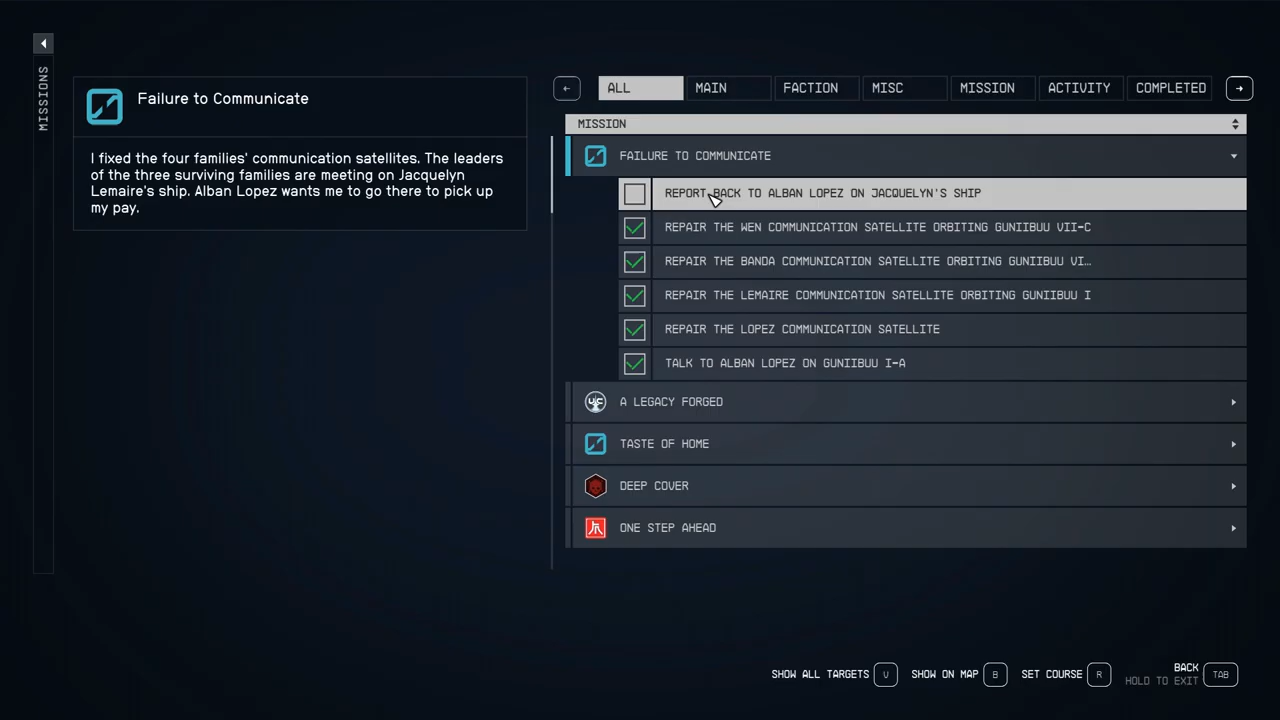 MISSIONS
Failure to Communicate
I fixed the four families' communication satellites. The leaders
of the three surviving families are meeting on Jacquelyn
Lemaire's ship. Alban Lopez wants me to go there to pick up
my pay.
ALL MAIN FACTION MISC MISSION ACTIVITY COMPLETED
MISSION
FAILURE TO COMMUNICATE
REPORT BACK TO ALBAN LOPEZ ON JACQUELYN'S SHIP
REPAIR THE WEN COMMUNICATION SATELLITE ORBITING GUNIIBUU VII-C
REPAIR THE BANDA COMMUNICATION SATELLITE ORBITING GUNIIBUU VI…
REPAIR THE LEMAIRE COMMUNICATION SATELLITE ORBITING GUNIIBUU I
REPAIR THE LOPEZ COMMUNICATION SATELLITE
TALK TO ALBAN LOPEZ ON GUNIIBUU I-A
UC A LEGACY FORGED
TASTE OF HOME
DEEP COVER
ONE STEP AHEAD
SHOW ALL TARGETS V SHOW ON MAP B SET COURSE R BACK TAB
HOLD TO EXIT